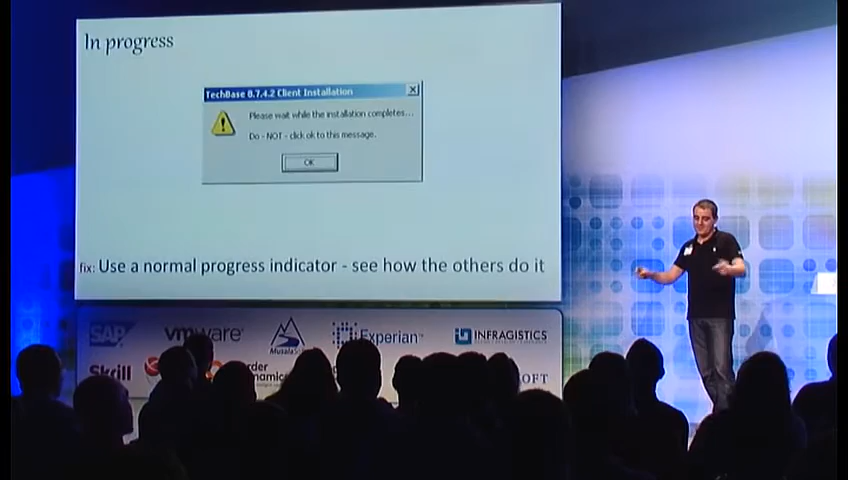 In progress
TechBase 8.7.4.2 Client Installation
Please wait while the installation completes...
Do - NOT - click ok to this message.
OK
fix: Use a normal progress indicator - see how the others do it
SAP
vmware
Experian
INFRAGISTICS
Skrill